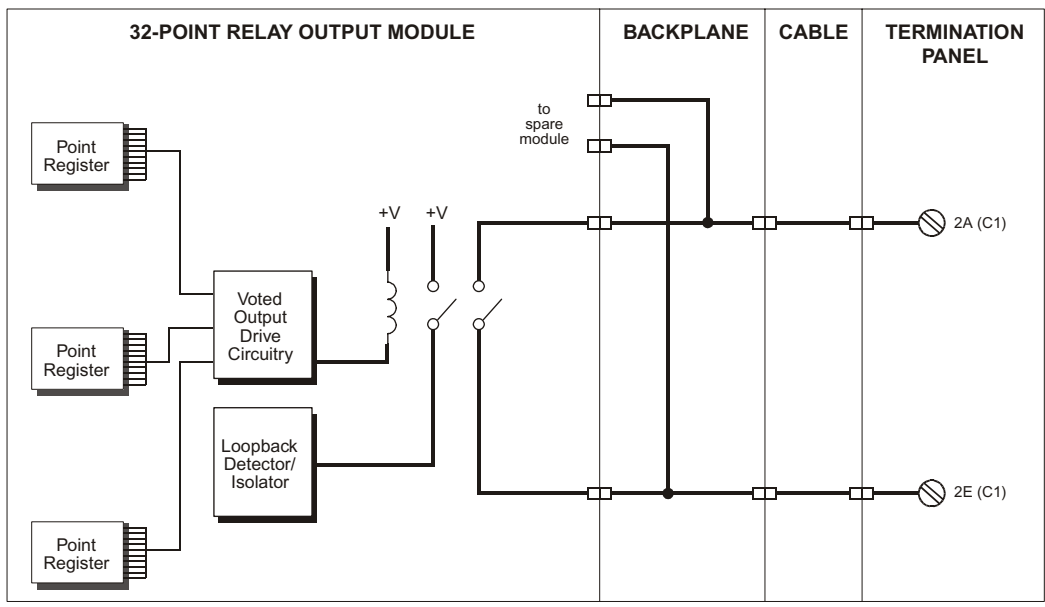 32-POINT RELAY OUTPUT MODULE
BACKPLANE
CABLE
TERMINATION
PANEL
to
spare
module
Point
Register
+V
+V
2A (C1)
Voted
Output
Drive
Circuitry
Point
Register
Loopback
Detector/
Isolator
2E (C1)
Point
Register